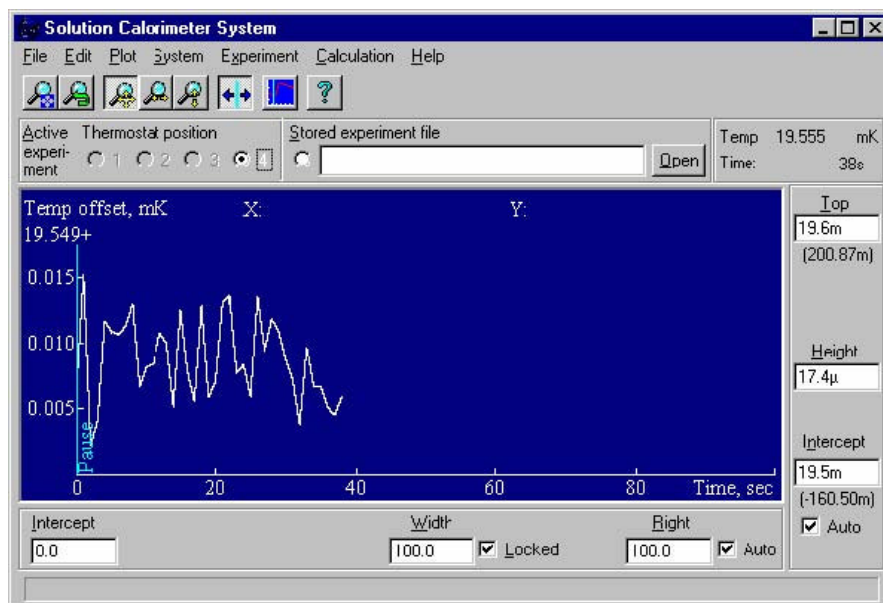 Solution Calorimeter System
File Edit Plot System Experiment Calculation Help
Active experi-ment
Thermostat position
1 2 3 4
Stored experiment file
Open
Temp 19.555 mK
Time: 38s
Temp offset, mK X: Y:
19.549+
0.015
0.010
0.005
Pause
0 20 40 60 80 Time, sec
Top
19.6m
(200.87m)
Height
17.4µ
Intercept
19.5m
(-160.50m)
Auto
Intercept
0.0
Width
100.0
Locked
Right
100.0
Auto